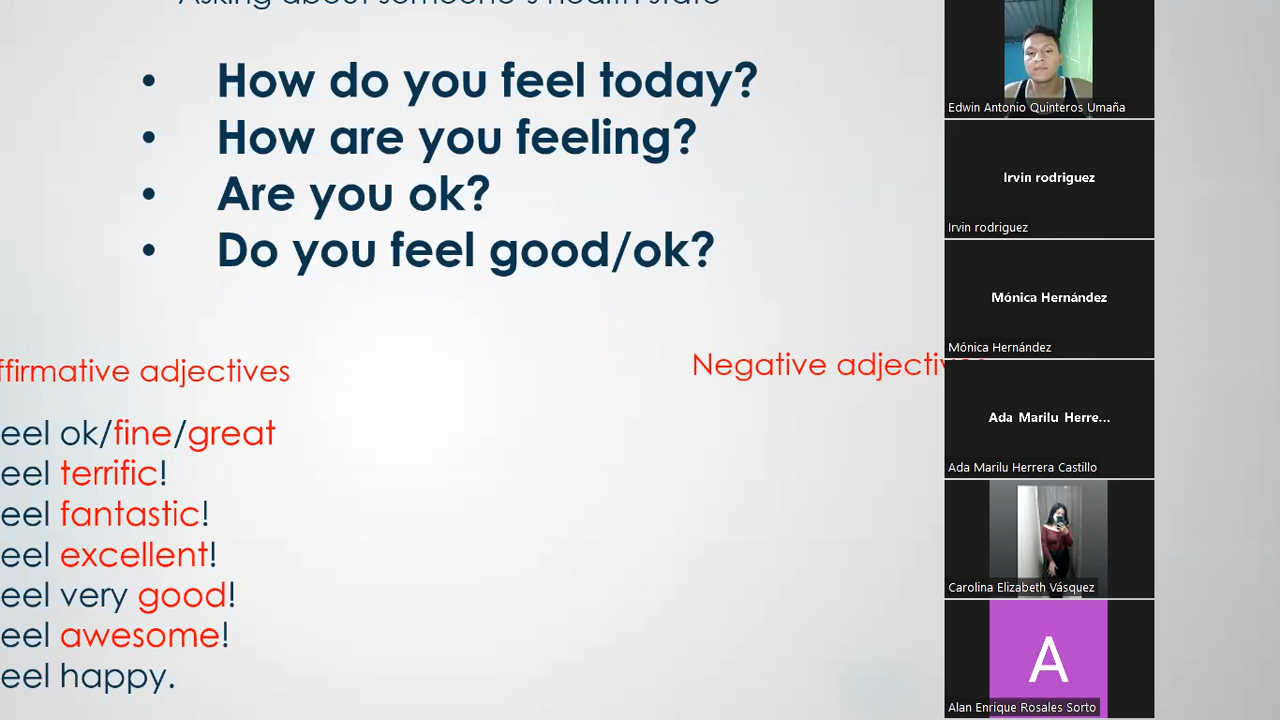 Asking about someone's health state
• How do you feel today?
• How are you feeling?
• Are you ok?
• Do you feel good/ok?
ffirmative adjectives
eel ok/fine/great
eel terrific!
eel fantastic!
eel excellent!
eel very good!
eel awesome!
eel happy.
Negative adjectives
Edwin Antonio Quinteros Umaña
Irvin rodriguez
Irvin rodriguez
Mónica Hernández
Mónica Hernández
Ada Marilu Herre...
Ada Marilu Herrera Castillo
Carolina Elizabeth Vásquez
A
Alan Enrique Rosales Sorto